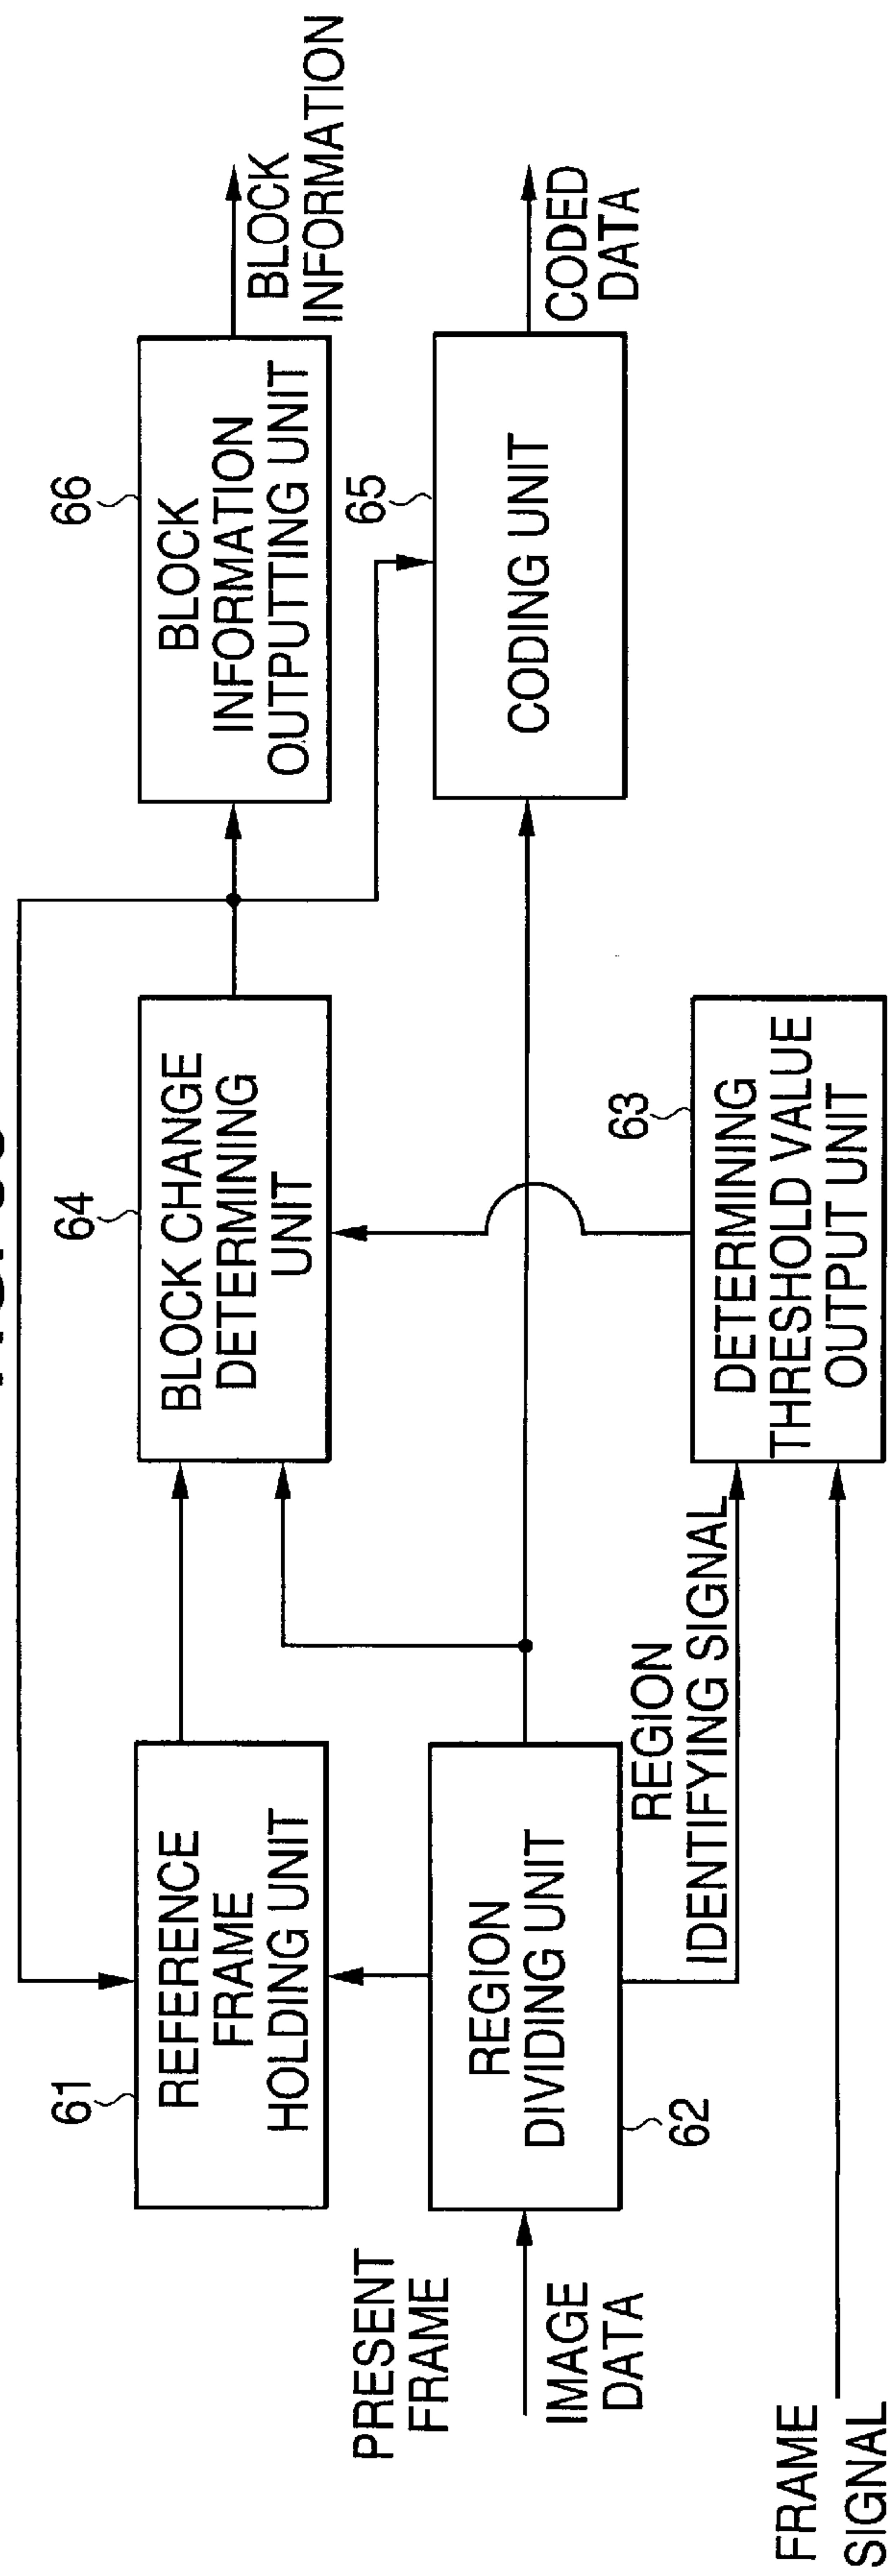 61
REFERENCE
FRAME
HOLDING UNIT
64
BLOCK CHANGE
DETERMINING
UNIT
66
BLOCK
INFORMATION
OUTPUTTING UNIT
BLOCK
INFORMATION
PRESENT
FRAME
IMAGE
DATA
REGION
DIVIDING UNIT
62
65
CODING UNIT
CODED
DATA
REGION
IDENTIFYING SIGNAL
63
DETERMINING
THRESHOLD VALUE
OUTPUT UNIT
FRAME
SIGNAL